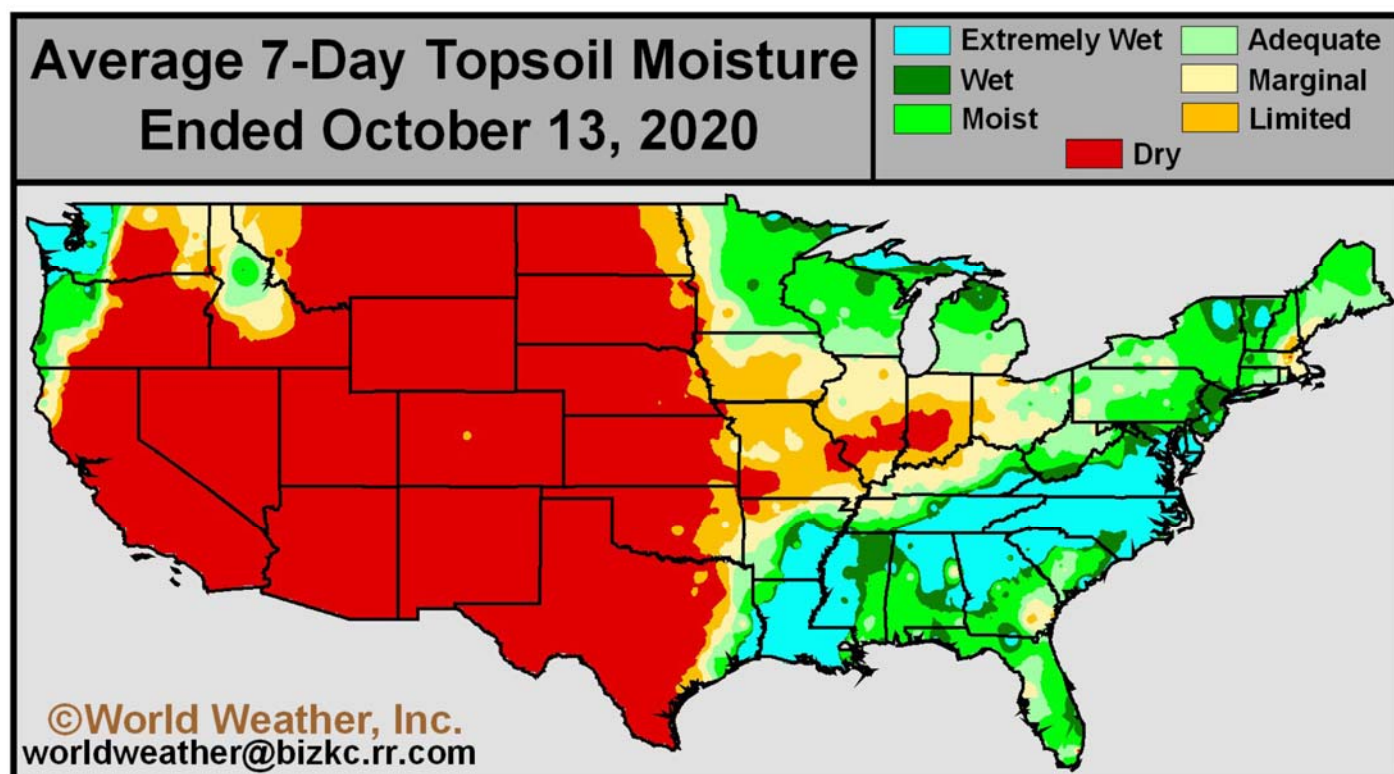 Average 7-Day Topsoil Moisture
Ended October 13, 2020
Extremely Wet
Adequate
Wet
Marginal
Moist
Limited
Dry
©World Weather, Inc.
worldweather@bizkc.rr.com